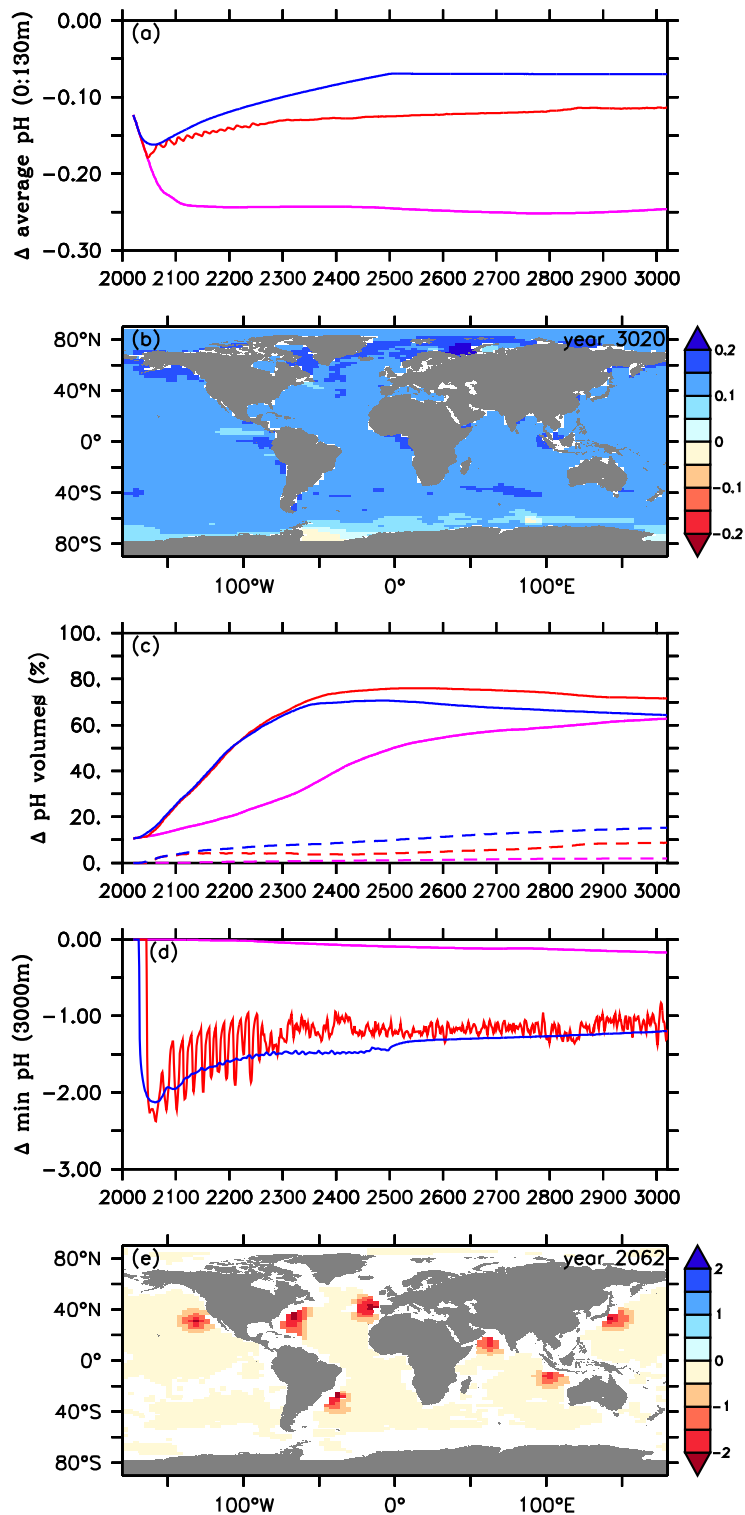 0.00
(a)
−0.10
−0.20
−0.30
Δ average pH (0:130m)
2000 2100 2200 2300 2400 2500 2600 2700 2800 2900 3000
(b)
year 3020
80°N
40°N
0°
40°S
80°S
100°W 0° 100°E
0.2
0.1
0
−0.1
−0.2
100.
(c)
80.
60.
40.
20.
0.
Δ pH volumes (%)
2000 2100 2200 2300 2400 2500 2600 2700 2800 2900 3000
0.00
(d)
−1.00
−2.00
−3.00
Δ min pH (3000m)
2000 2100 2200 2300 2400 2500 2600 2700 2800 2900 3000
(e)
year 2062
80°N
40°N
0°
40°S
80°S
100°W 0° 100°E
2
1
0
−1
−2